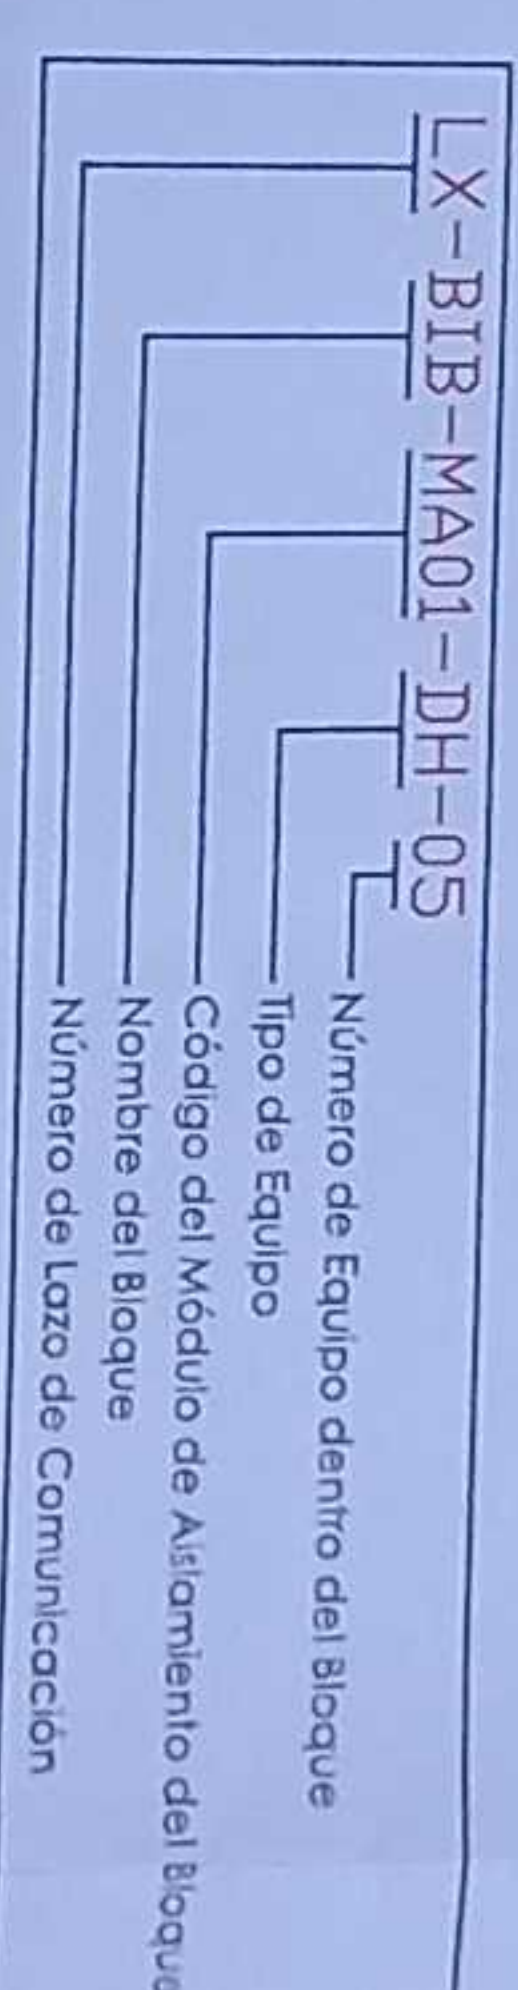 LX-BIB-MA01-DH-05
Número de Equipo dentro del Bloque
Tipo de Equipo
Código del Módulo de Aislamiento del Bloque
Nombre del Bloque
Número de Lazo de Comunicación